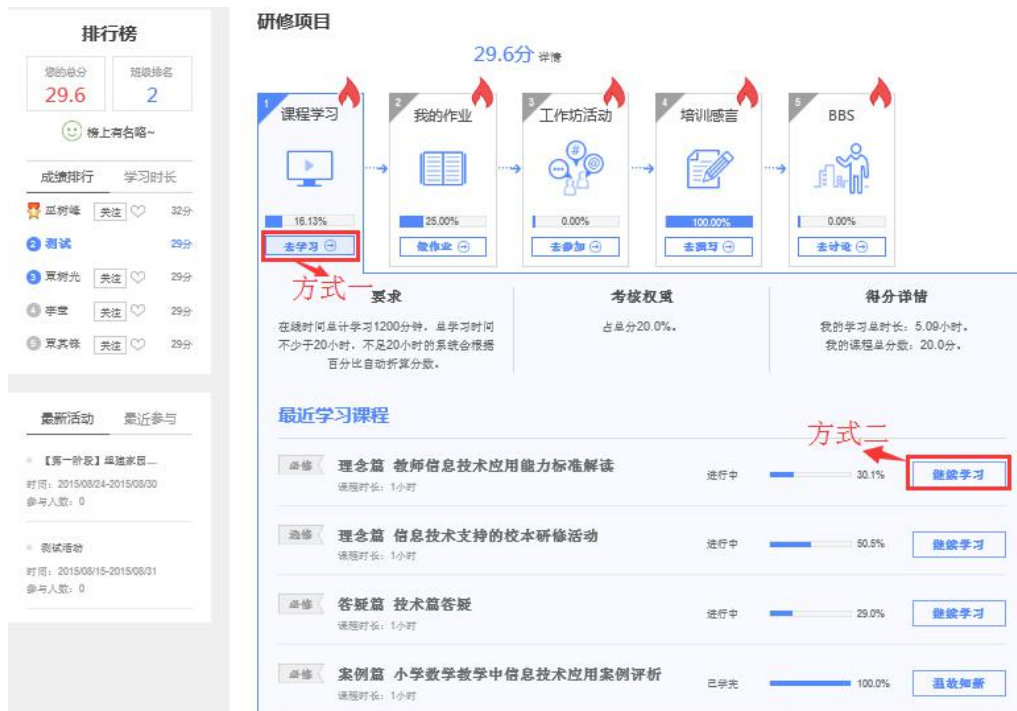 排行榜
您的总分
班级排名
29.6
2
榜上有名喀~
成绩排行 学习时长
巫树峰 关注 32分
2 测试 29分
3 覃树光 关注 29分
4 李莹 关注 29分
5 覃其锋 关注 29分
最新活动 最近参与
【第一阶段】组建家园...
时间：2015/08/24-2015/08/30
参与人数：0
测试活动
时间：2015/08/15-2015/08/31
参与人数：0
研修项目
29.6分 详情
1 课程学习
16.13%
去学习
2 我的作业
25.00%
做作业
3 工作坊活动
0.00%
去参加
4 培训感言
100.00%
去撰写
5 BBS
0.00%
去讨论
方式一
要求
在线时间累计学习1200分钟，总学习时间
不少于20小时，不足20小时的系统会根据
百分比自动折算分数。
考核权重
占总分20.0%。
得分详情
我的学习总时长：5.09小时。
我的课程总分数：20.0分。
最近学习课程
方式二
必修 理念篇 教师信息技术应用能力标准解读
课程时长：1小时
进行中 30.1% 继续学习
选修 理念篇 信息技术支持的校本研修活动
课程时长：1小时
进行中 50.5% 继续学习
必修 答疑篇 技术篇答疑
课程时长：1小时
进行中 29.0% 继续学习
必修 案例篇 小学数学教学中信息技术应用案例评析
课程时长：1小时
已学完 100.0% 温故知新